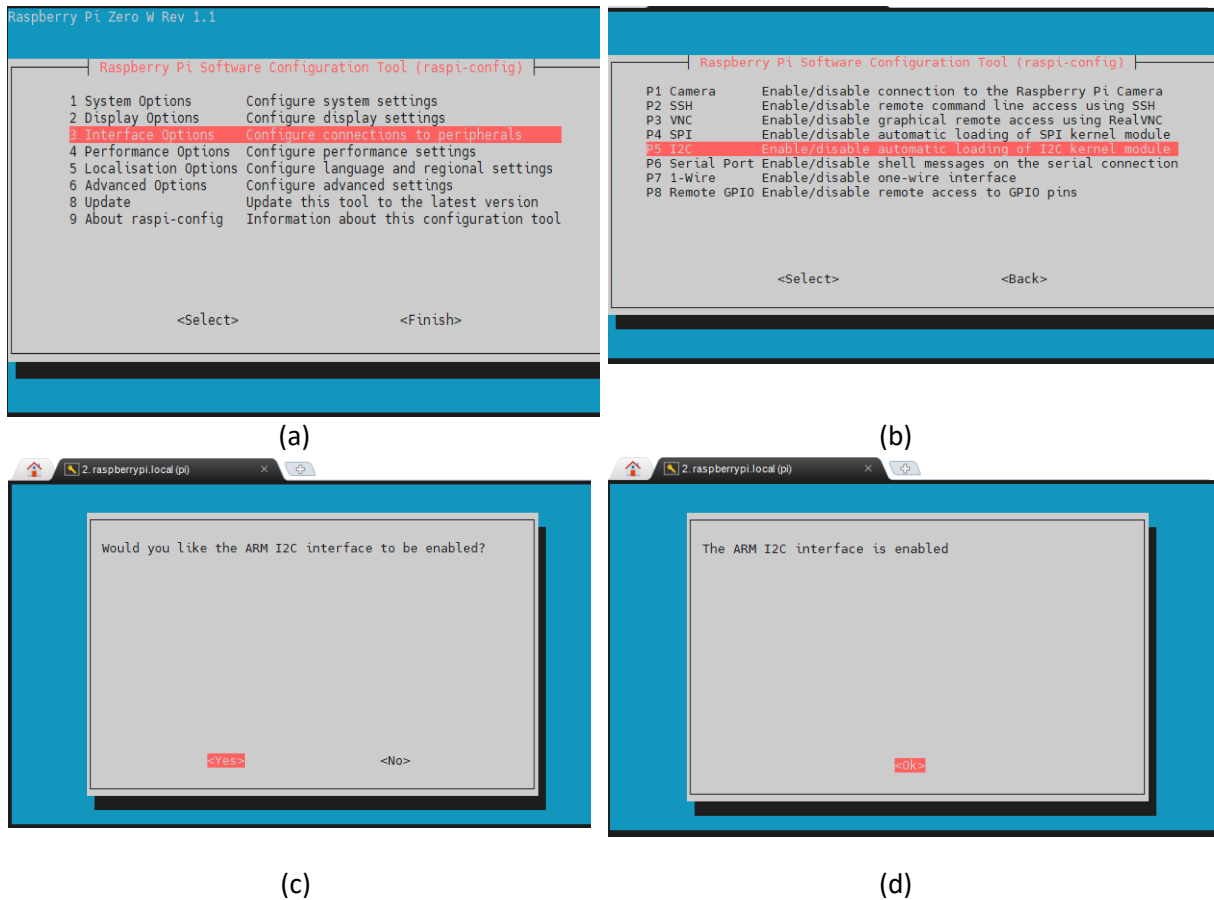 Raspberry Pi Zero W Rev 1.1
Raspberry Pi Software Configuration Tool (raspi-config)
1 System Options Configure system settings
2 Display Options Configure display settings
3 Interface Options Configure connections to peripherals
4 Performance Options Configure performance settings
5 Localisation Options Configure language and regional settings
6 Advanced Options Configure advanced settings
8 Update Update this tool to the latest version
9 About raspi-config Information about this configuration tool
<Select> <Finish>
(a)
Raspberry Pi Software Configuration Tool (raspi-config)
P1 Camera Enable/disable connection to the Raspberry Pi Camera
P2 SSH Enable/disable remote command line access using SSH
P3 VNC Enable/disable graphical remote access using RealVNC
P4 SPI Enable/disable automatic loading of SPI kernel module
P5 I2C Enable/disable automatic loading of I2C kernel module
P6 Serial Port Enable/disable shell messages on the serial connection
P7 1-Wire Enable/disable one-wire interface
P8 Remote GPIO Enable/disable remote access to GPIO pins
<Select> <Back>
(b)
2. raspberrypi.local (pi)
Would you like the ARM I2C interface to be enabled?
<Yes> <No>
(c)
2. raspberrypi.local (pi)
The ARM I2C interface is enabled
<Ok>
(d)